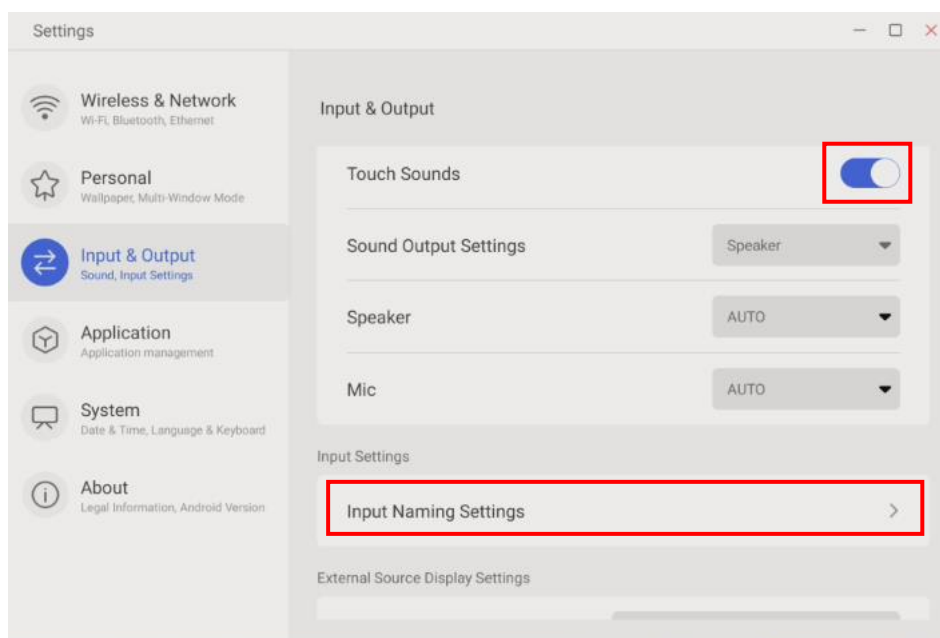 Settings
Wireless & Network
Wi-Fi, Bluetooth, Ethernet
Personal
Wallpaper, Multi-Window Mode
Input & Output
Sound, Input Settings
Application
Application management
System
Date & Time, Language & Keyboard
About
Legal Information, Android Version
Input & Output
Touch Sounds
Sound Output Settings
Speaker
Speaker
AUTO
Mic
AUTO
Input Settings
Input Naming Settings
External Source Display Settings